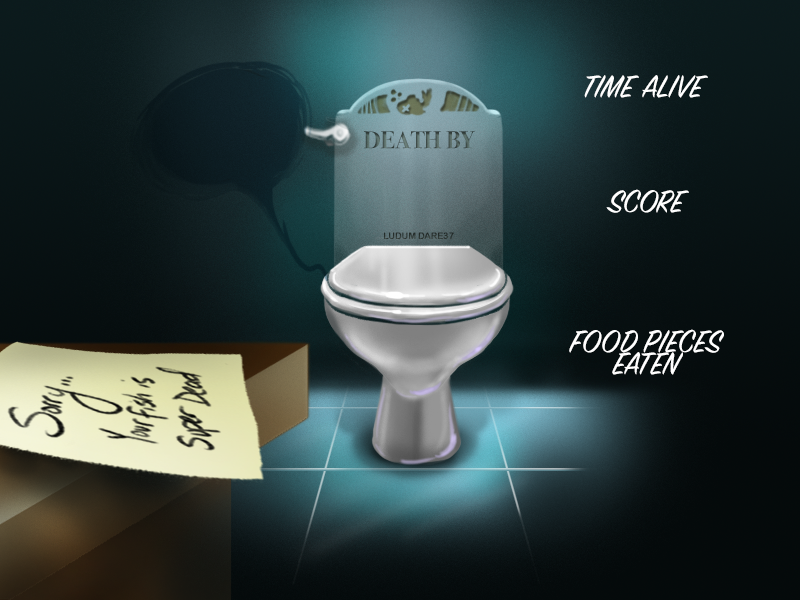 DEATH BY
LUDUM DARE37
TIME ALIVE
SCORE
FOOD PIECES
EATEN
Sorry...
Your fish is
Super Dead